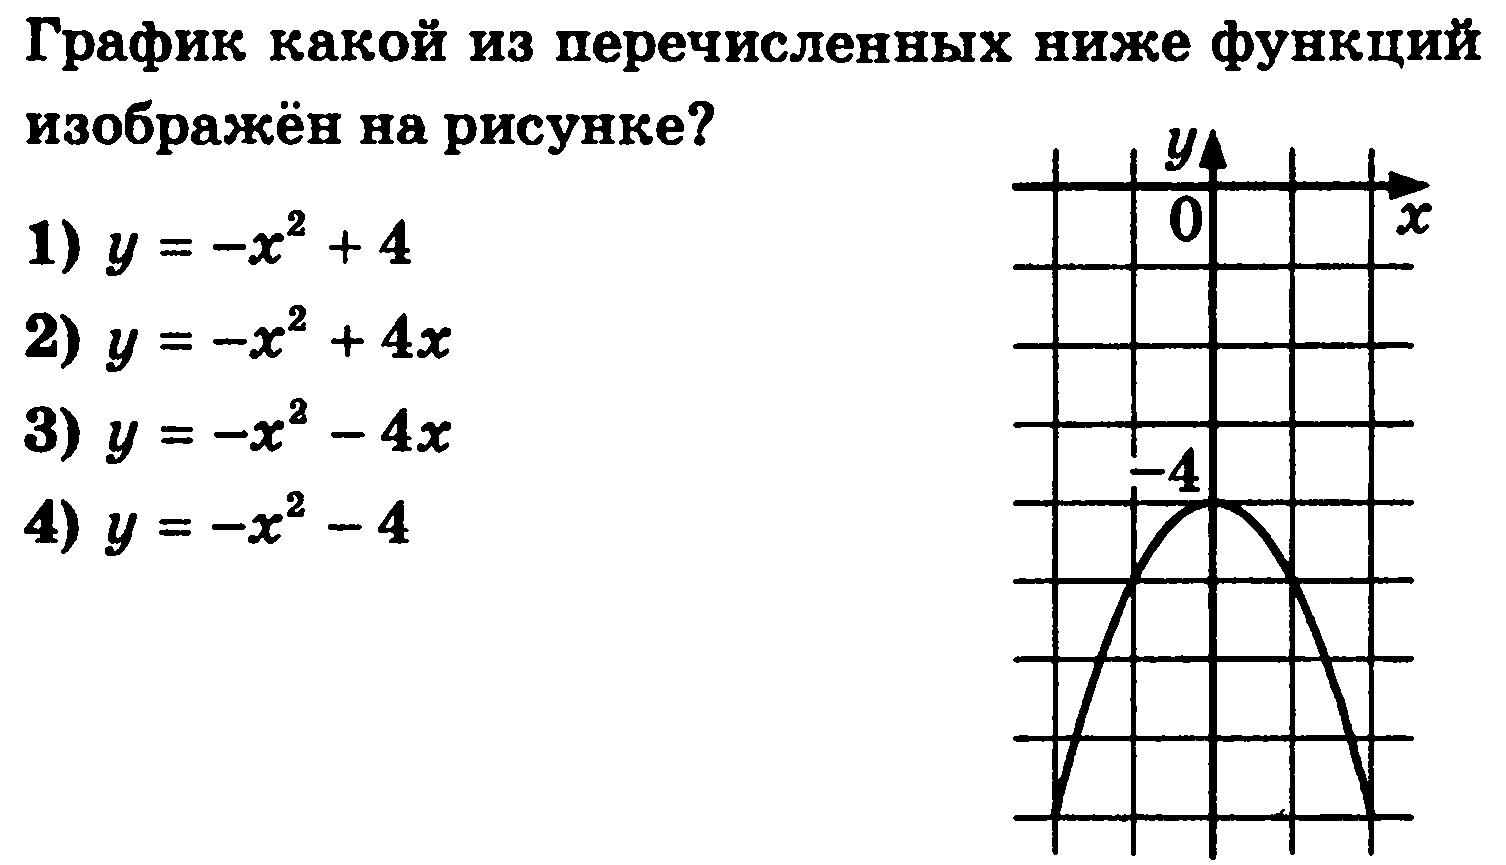 График какой из перечисленных ниже функций
изображён на рисунке?
1) y = -x² + 4
2) y = -x² + 4x
3) y = -x² - 4x
4) y = -x² - 4
y
0
x
-4